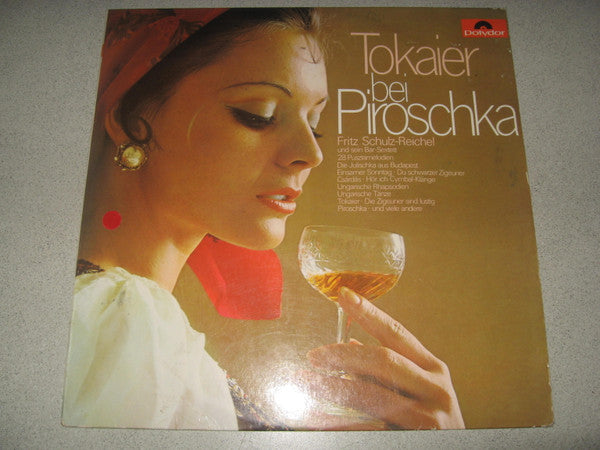 Polydor
Tokaier
bei
Piroschka
Fritz Schulz-Reichel
und sein Bar-Sextett
28 Pusztamelodien
Die Julischka aus Budapest
Einsamer Sonntag · Du schwarzer Zigeuner
Csardas · Hör ich Cymbal-Klänge
Ungarische Rhapsodien
Ungarische Tänze
Tokaier · Die Zigeuner sind lustig
Piroschka · und viele andere